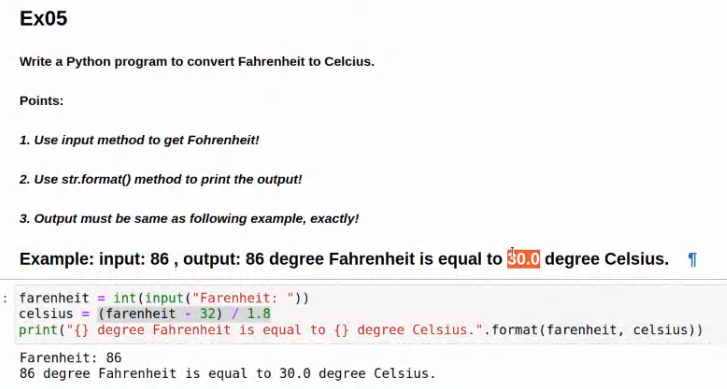 Ex05
Write a Python program to convert Fahrenheit to Celcius.
Points:
1. Use input method to get Fohrenheit!
2. Use str.format() method to print the output!
3. Output must be same as following example, exactly!
Example: input: 86 , output: 86 degree Fahrenheit is equal to 30.0 degree Celsius. ¶
: farenheit = int(input("Farenheit: "))
celsius = (farenheit - 32) / 1.8
print("{} degree Fahrenheit is equal to {} degree Celsius.".format(farenheit, celsius))
Farenheit: 86
86 degree Fahrenheit is equal to 30.0 degree Celsius.